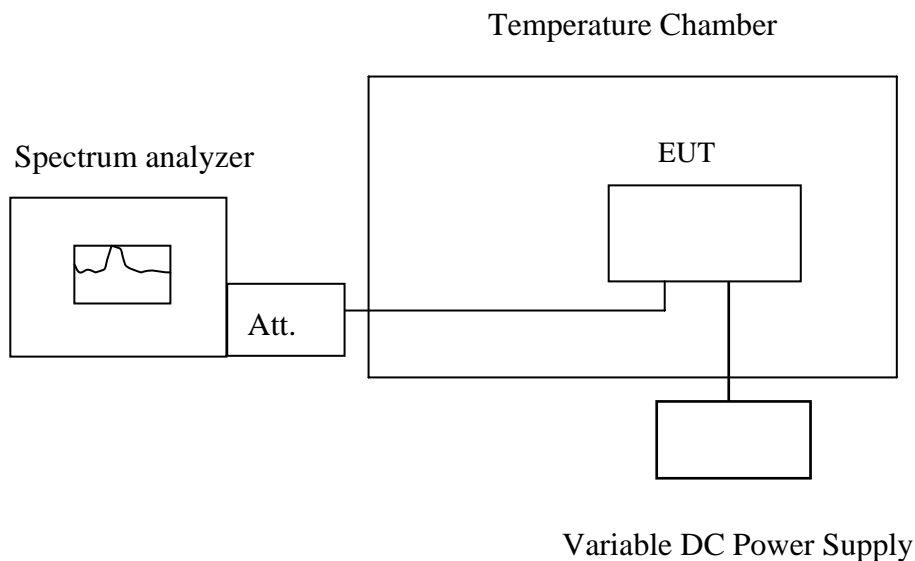 Temperature Chamber
Spectrum analyzer
EUT
Att.
Variable DC Power Supply